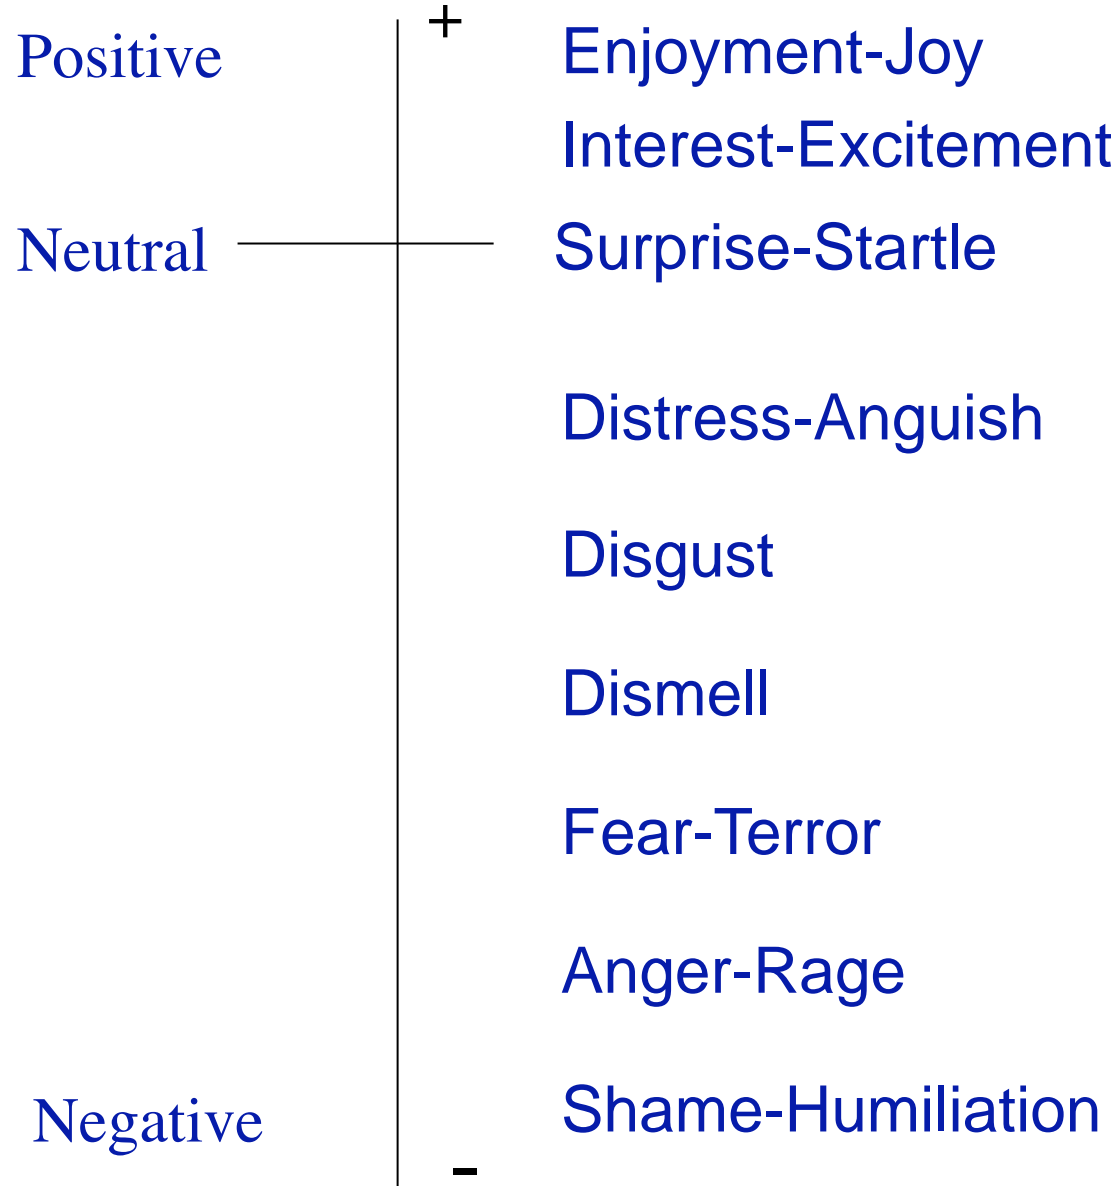 +
Positive Enjoyment-Joy
Interest-Excitement
Neutral Surprise-Startle
Distress-Anguish
Disgust
Dismell
Fear-Terror
Anger-Rage
Negative Shame-Humiliation
-